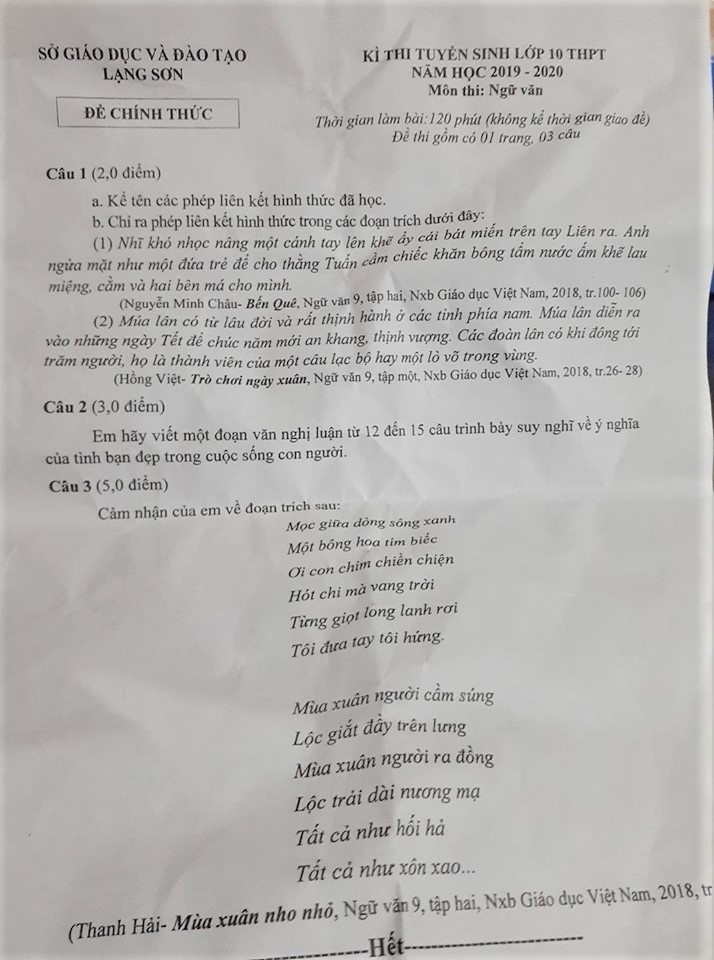 SỞ GIÁO DỤC VÀ ĐÀO TẠO
LẠNG SƠN
ĐỀ CHÍNH THỨC
KÌ THI TUYỂN SINH LỚP 10 THPT
NĂM HỌC 2019 - 2020
Môn thi: Ngữ văn
Thời gian làm bài:120 phút (không kể thời gian giao đề)
Đề thi gồm có 01 trang, 03 câu
Câu 1 (2,0 điểm)
a. Kể tên các phép liên kết hình thức đã học.
b. Chỉ ra phép liên kết hình thức trong các đoạn trích dưới đây:
(1) Nhĩ khó nhọc nâng một cánh tay lên khẽ ẩy cái bát miến trên tay Liên ra. Anh
ngửa mặt như một đứa trẻ để cho thằng Tuấn cầm chiếc khăn bông tẩm nước ấm khẽ lau
miệng, cằm và hai bên má cho mình.
(Nguyễn Minh Châu- Bến Quê, Ngữ văn 9, tập hai, Nxb Giáo dục Việt Nam, 2018, tr.100- 106)
(2) Múa lân có từ lâu đời và rất thịnh hành ở các tỉnh phía nam. Múa lân diễn ra
vào những ngày Tết để chúc năm mới an khang, thịnh vượng. Các đoàn lân có khi đông tới
trăm người, họ là thành viên của một câu lạc bộ hay một lò võ trong vùng.
(Hồng Việt- Trò chơi ngày xuân, Ngữ văn 9, tập một, Nxb Giáo dục Việt Nam, 2018, tr.26- 28)
Câu 2 (3,0 điểm)
Em hãy viết một đoạn văn nghị luận từ 12 đến 15 câu trình bày suy nghĩ về ý nghĩa
của tình bạn đẹp trong cuộc sống con người.
Câu 3 (5,0 điểm)
Cảm nhận của em về đoạn trích sau:
Mọc giữa dòng sông xanh
Một bông hoa tím biếc
Ơi con chim chiền chiện
Hót chi mà vang trời
Từng giọt long lanh rơi
Tôi đưa tay tôi hứng.
Mùa xuân người cầm súng
Lộc giắt đầy trên lưng
Mùa xuân người ra đồng
Lộc trải dài nương mạ
Tất cả như hối hả
Tất cả như xôn xao...
(Thanh Hải- Mùa xuân nho nhỏ, Ngữ văn 9, tập hai, Nxb Giáo dục Việt Nam, 2018, tr
----------Hết----------